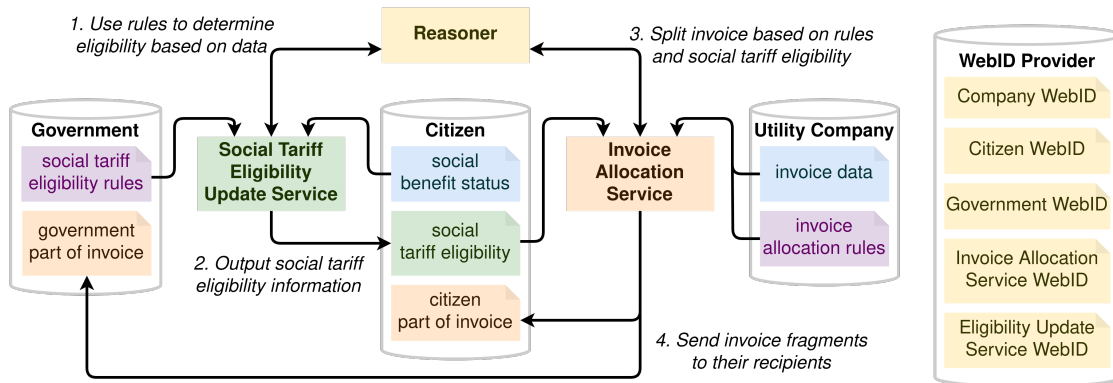 1. Use rules to determine
eligibility based on data
Reasoner
3. Split invoice based on rules
and social tariff eligibility
WebID Provider
Company WebID
Citizen WebID
Government WebID
Invoice Allocation
Service WebID
Eligibility Update
Service WebID
Government
social tariff
eligibility rules
government
part of invoice
Social Tariff
Eligibility
Update Service
2. Output social tariff
eligibility information
Citizen
social
benefit status
social
tariff eligibility
citizen
part of invoice
Invoice
Allocation
Service
Utility Company
invoice data
invoice
allocation rules
4. Send invoice fragments
to their recipients